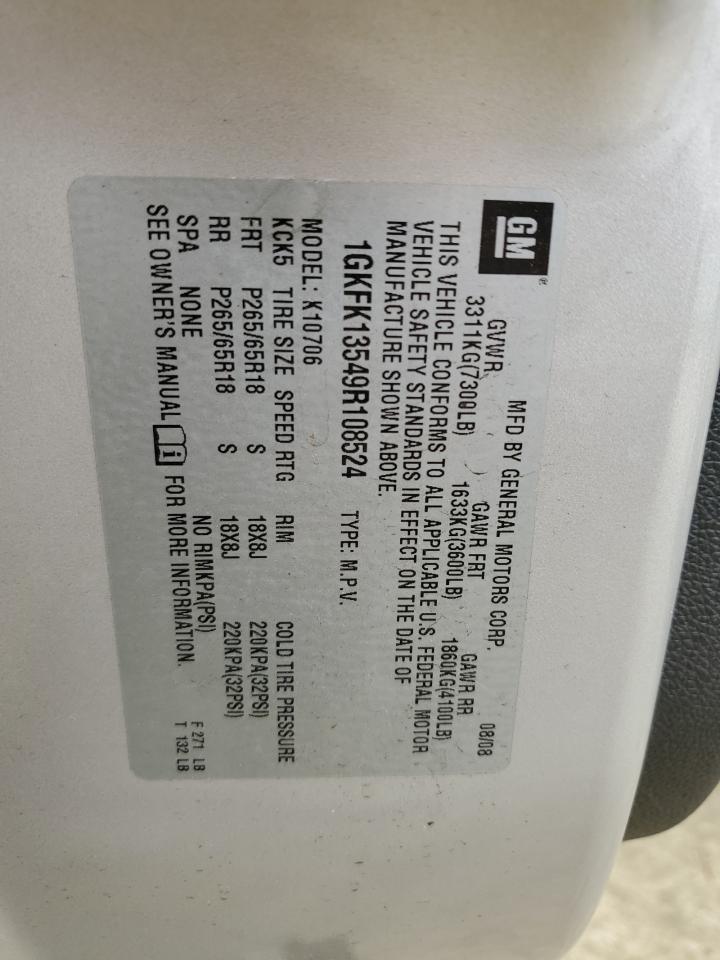 GM®
MFD BY GENERAL MOTORS CORP. 08/08
GVWR GAWR FRT GAWR RR
3311KG(7300LB) 1633KG(3600LB) 1860KG(4100LB)
THIS VEHICLE CONFORMS TO ALL APPLICABLE U.S. FEDERAL MOTOR
VEHICLE SAFETY STANDARDS IN EFFECT ON THE DATE OF
MANUFACTURE SHOWN ABOVE.
1GKFK13549R108524 TYPE: M.P.V.
MODEL: K10706
KCK5 TIRE SIZE SPEED RTG RIM COLD TIRE PRESSURE
FRT P265/65R18 S 18X8J 220KPA(32PSI)
RR P265/65R18 S 18X8J 220KPA(32PSI)
SPA NONE NO RIMKPA(PSI) F 271 LB
SEE OWNER'S MANUAL i FOR MORE INFORMATION. T 132 LB